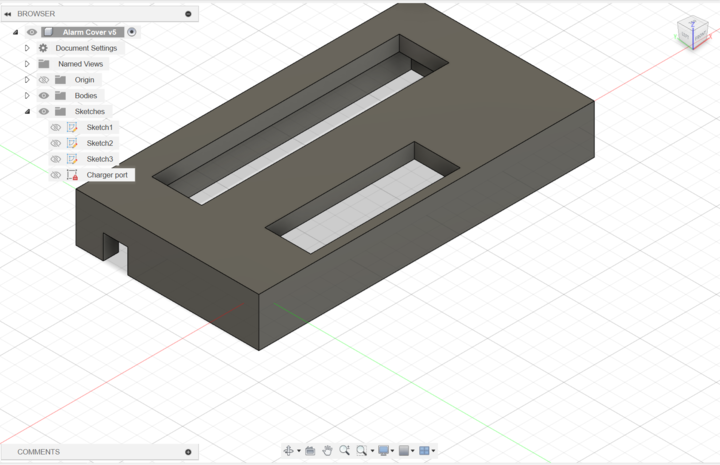 BROWSER
Alarm Cover v5
Document Settings
Named Views
Origin
Bodies
Sketches
Sketch1
Sketch2
Sketch3
Charger port
COMMENTS